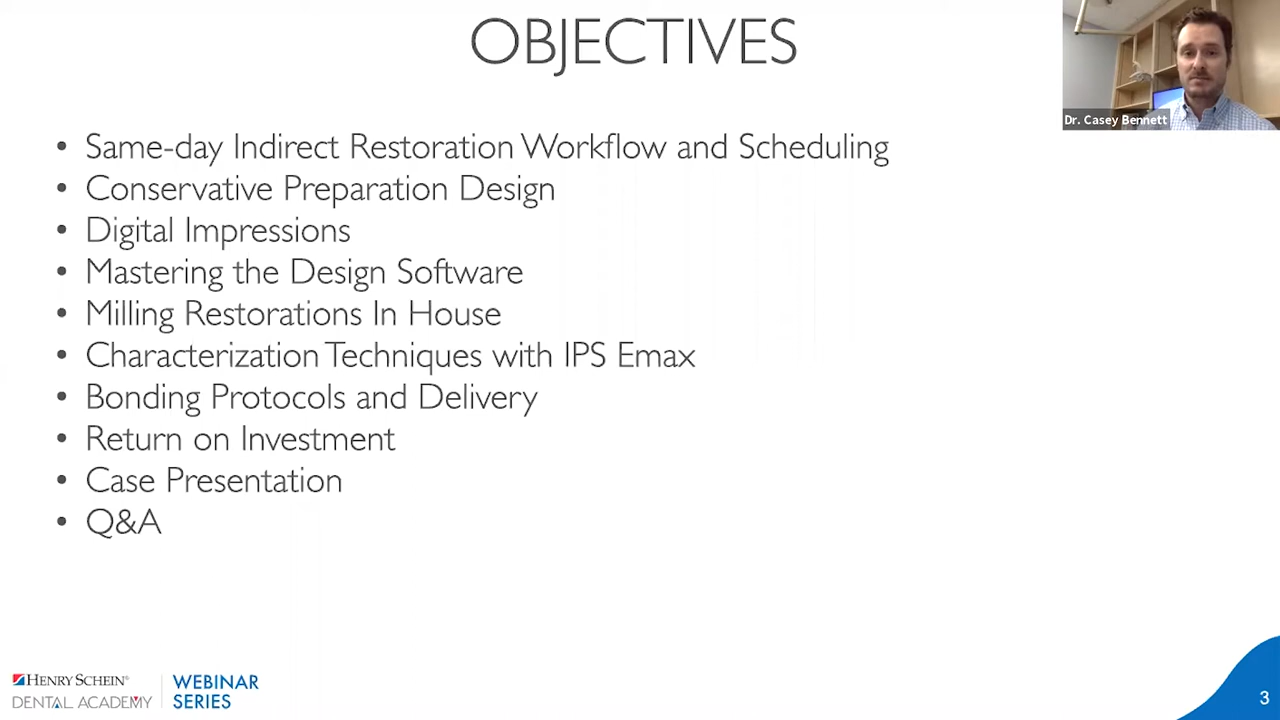 OBJECTIVES
Dr. Casey Bennett
• Same-day Indirect Restoration Workflow and Scheduling
• Conservative Preparation Design
• Digital Impressions
• Mastering the Design Software
• Milling Restorations In House
• Characterization Techniques with IPS Emax
• Bonding Protocols and Delivery
• Return on Investment
• Case Presentation
• Q&A
HENRY SCHEIN®
DENTAL ACADEMY
WEBINAR
SERIES
3